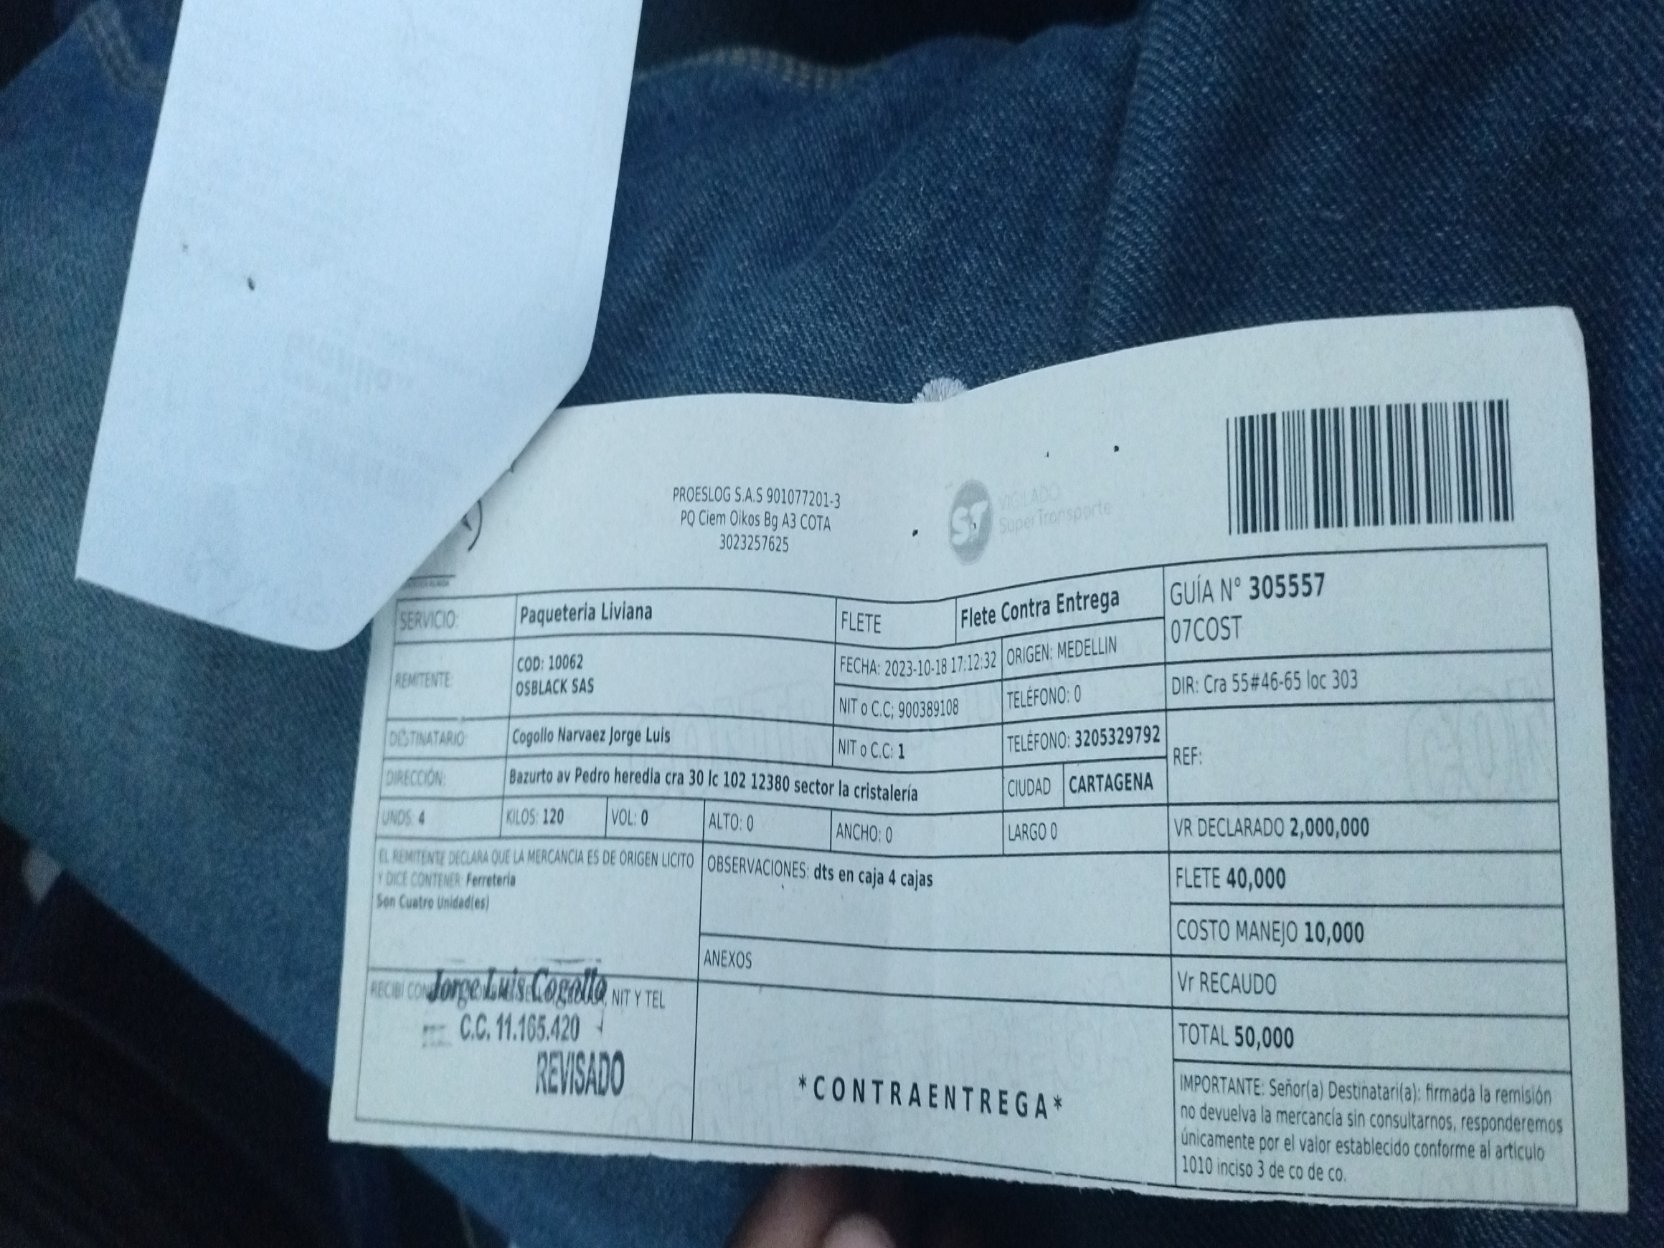 PROESLOG S.A.S 901077201-3
PQ Ciem Oikos Bg A3 COTA
3023257625
VIGILADO
SuperTransporte
ST
SERVICIO: Paqueteria Liviana FLETE Flete Contra Entrega GUÍA N° 305557
07COST
REMITENTE: COD: 10062 FECHA: 2023-10-18 17:12:32 ORIGEN: MEDELLIN
OSBLACK SAS NIT o C.C; 900389108 TELÉFONO: 0 DIR: Cra 55#46-65 loc 303
DESTINATARIO: Cogollo Narvaez Jorge Luis NIT o C.C: 1 TELÉFONO: 3205329792 REF:
DIRECCIÓN: Bazurto av Pedro heredia cra 30 lc 102 12380 sector la cristalería CIUDAD CARTAGENA
UNDS: 4 KILOS: 120 VOL: 0 ALTO: 0 ANCHO: 0 LARGO 0 VR DECLARADO 2,000,000
EL REMITENTE DECLARA QUE LA MERCANCIA ES DE ORIGEN LICITO
Y DICE CONTENER: Ferreteria
Son Cuatro Unidad(es)
OBSERVACIONES: dts en caja 4 cajas
FLETE 40,000
COSTO MANEJO 10,000
ANEXOS
Vr RECAUDO
RECIBI NIT Y TEL
Jorge Luis Cogollo
C.C. 11.165.420
REVISADO
TOTAL 50,000
*CONTRAENTREGA*
IMPORTANTE: Señor(a) Destinatari(a): firmada la remisión
no devuelva la mercancía sin consultarnos, responderemos
únicamente por el valor establecido conforme al articulo
1010 inciso 3 de co de co.